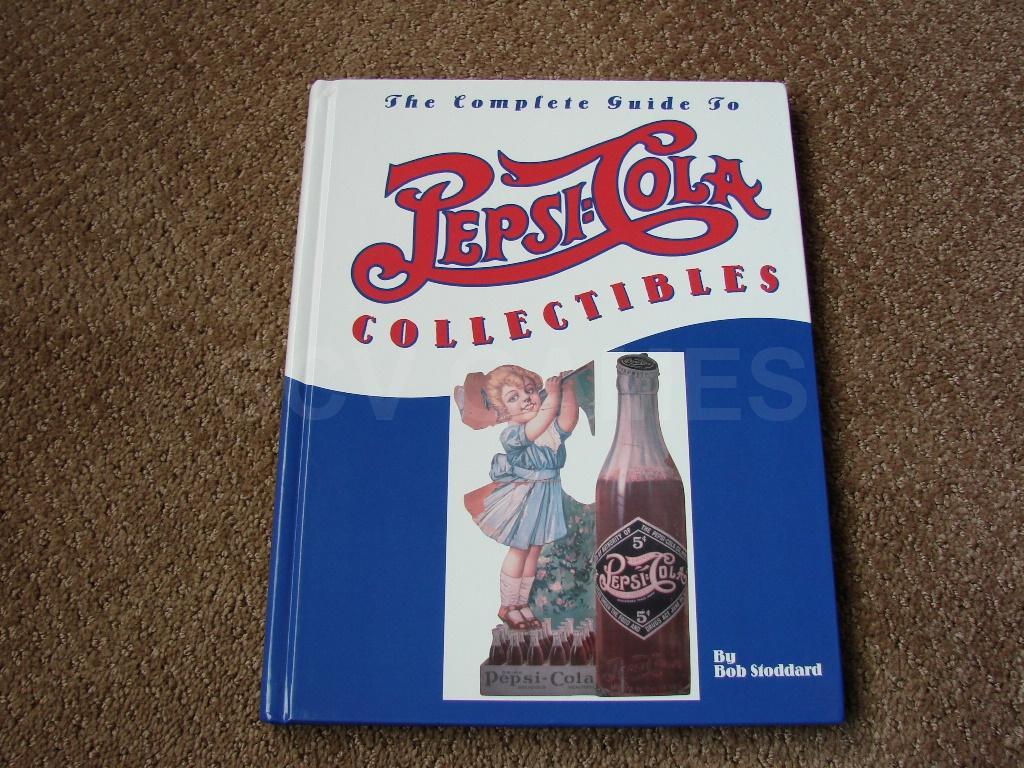 The Complete Guide To
PEPSI:COLA
COLLECTIBLES
5¢
PEPSI:COLA
5¢
Pepsi-Cola
By
Bob Stoddard